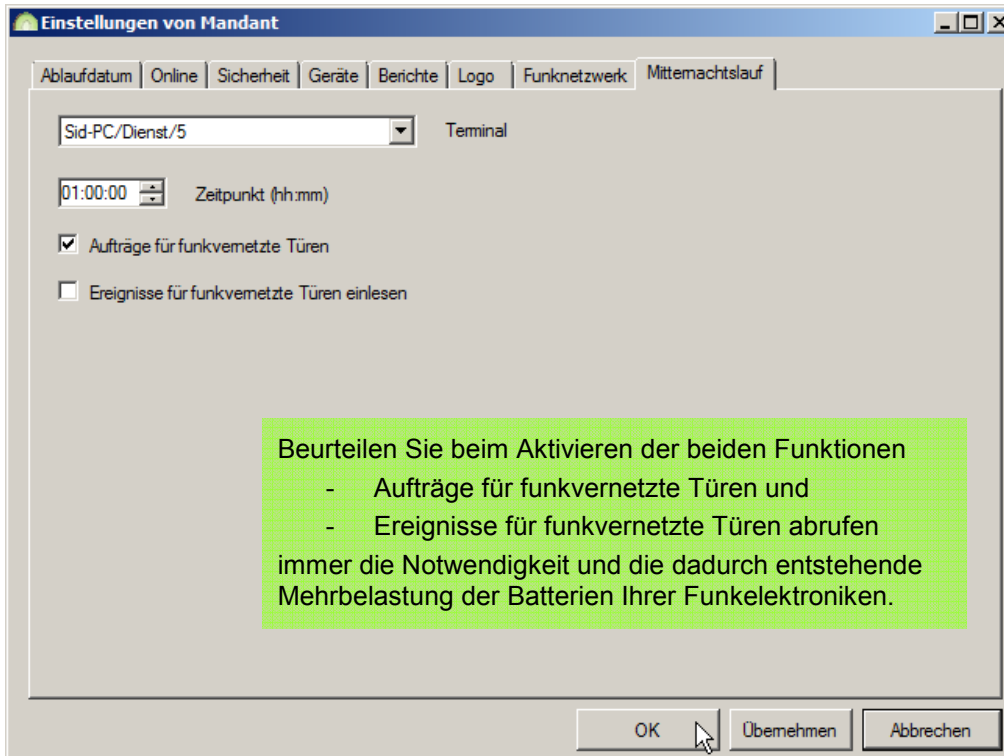 Einstellungen von Mandant
Ablaufdatum Online Sicherheit Geräte Berichte Logo Funknetzwerk Mitternachtslauf
Sid-PC/Dienst/5 Terminal
01:00:00 Zeitpunkt (hh:mm)
Aufträge für funkvernetzte Türen
Ereignisse für funkvernetzte Türen einlesen
Beurteilen Sie beim Aktivieren der beiden Funktionen
- Aufträge für funkvernetzte Türen und
- Ereignisse für funkvernetzte Türen abrufen
immer die Notwendigkeit und die dadurch entstehende
Mehrbelastung der Batterien Ihrer Funkelektroniken.
OK Übernehmen Abbrechen